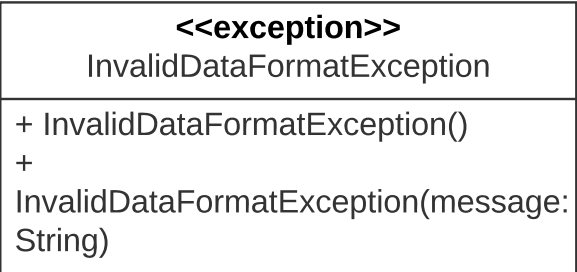 <<exception>>
InvalidDataFormatException
+ InvalidDataFormatException()
+
InvalidDataFormatException(message:
String)